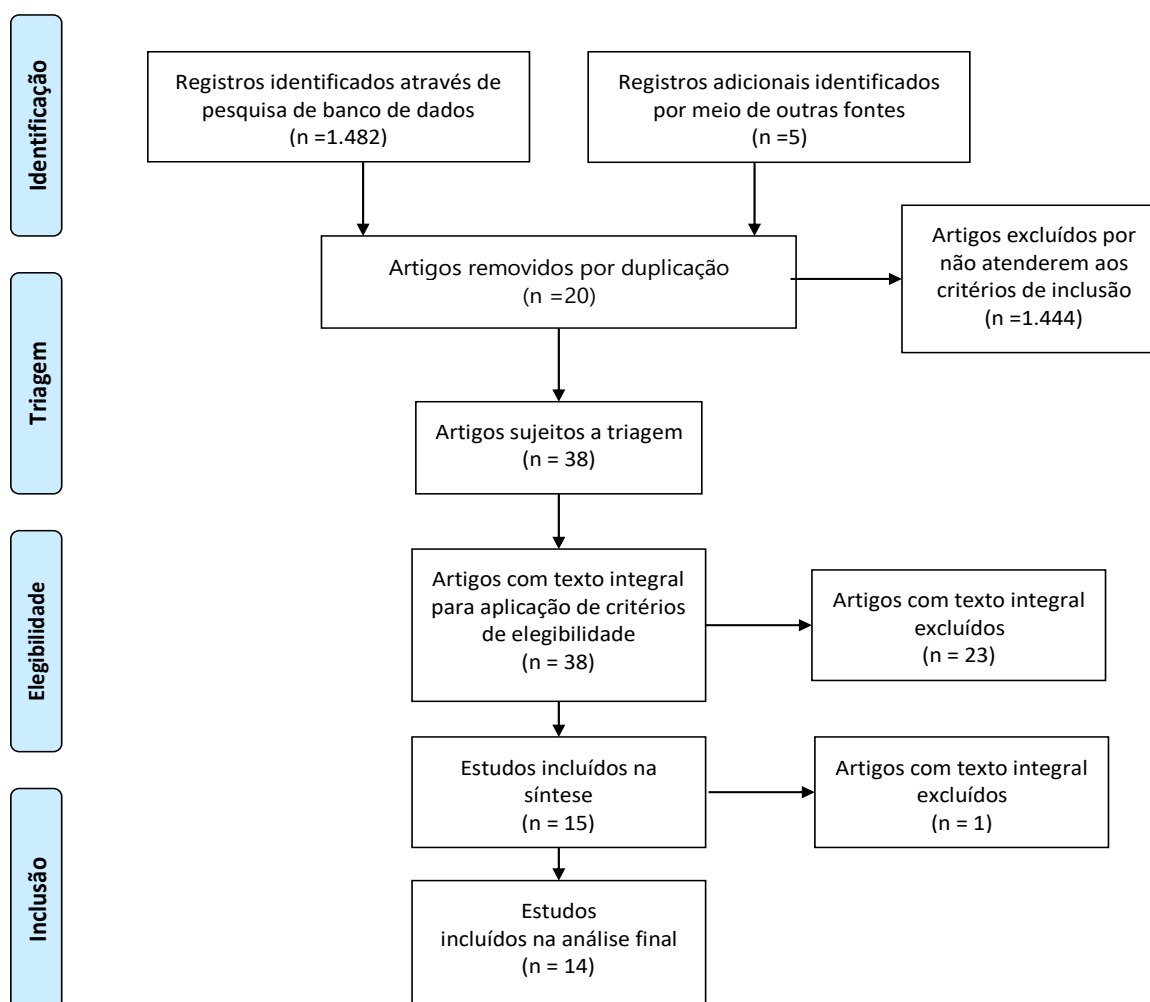 Identificação
Registros identificados através de
pesquisa de banco de dados
(n =1.482)
Registros adicionais identificados
por meio de outras fontes
(n =5)
Artigos removidos por duplicação
(n =20)
Artigos excluídos por
não atenderem aos
critérios de inclusão
(n =1.444)
Triagem
Artigos sujeitos a triagem
(n = 38)
Elegibilidade
Artigos com texto integral
para aplicação de critérios
de elegibilidade
(n = 38)
Artigos com texto integral
excluídos
(n = 23)
Estudos incluídos na
síntese
(n = 15)
Artigos com texto integral
excluídos
(n = 1)
Inclusão
Estudos
incluídos na análise final
(n = 14)